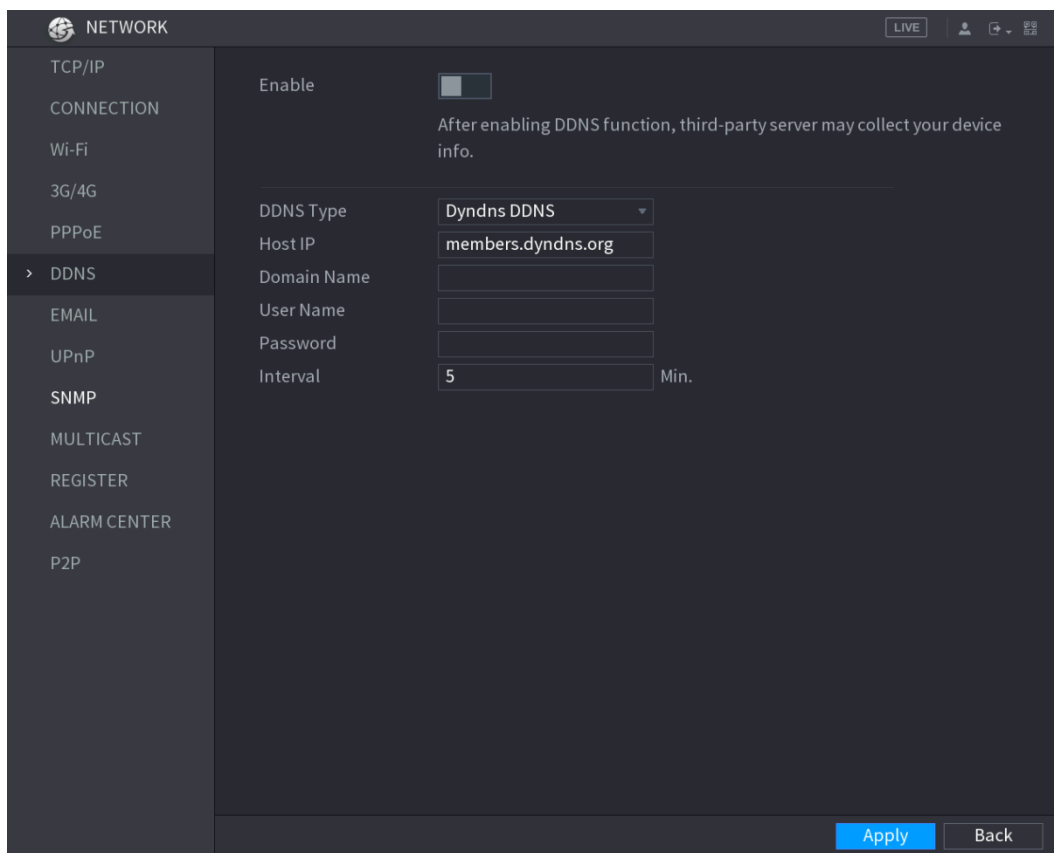 NETWORK
LIVE
TCP/IP
CONNECTION
Wi-Fi
3G/4G
PPPoE
DDNS
EMAIL
UPnP
SNMP
MULTICAST
REGISTER
ALARM CENTER
P2P
Enable
After enabling DDNS function, third-party server may collect your device
info.
DDNS Type Dyndns DDNS
Host IP members.dyndns.org
Domain Name
User Name
Password
Interval 5 Min.
Apply Back